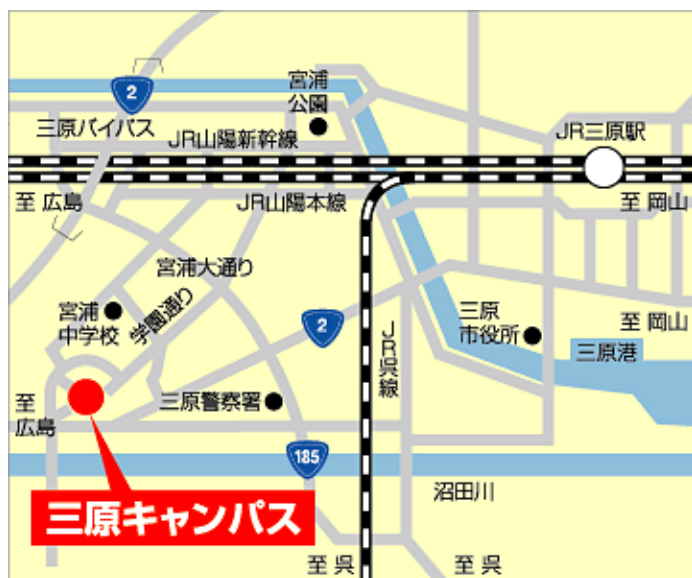 宮浦
公園
2
三原バイパス
JR山陽新幹線
JR三原駅
至 広島
JR山陽本線
至 岡山
宮浦大通り
宮浦
中学校
学園通り
2
JR呉線
三原
市役所
至 岡山
三原港
至
広島
三原警察署
185
沼田川
三原キャンパス
至 呉
至 呉